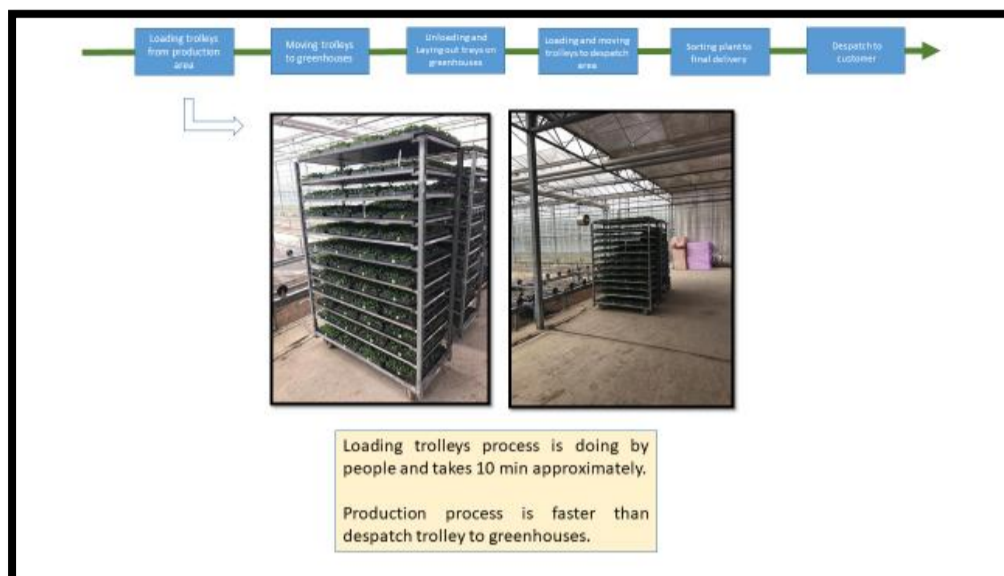 Loading trolleys
from production
area
Moving trolleys
to greenhouses
Unloading and
Laying out trays on
greenhouses
Loading and moving
trolleys to despatch
area
Sorting plant to
final delivery
Despatch to
customer
Loading trolleys process is doing by
people and takes 10 min approximately.
Production process is faster than
despatch trolley to greenhouses.